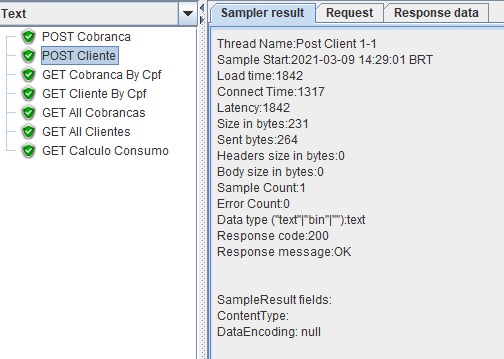 Text
POST Cobranca
POST Cliente
GET Cobranca By Cpf
GET Cliente By Cpf
GET All Cobrancas
GET All Clientes
GET Calculo Consumo
Sampler result
Request
Response data
Thread Name:Post Client 1-1
Sample Start:2021-03-09 14:29:01 BRT
Load time:1842
Connect Time:1317
Latency:1842
Size in bytes:231
Sent bytes:264
Headers size in bytes:0
Body size in bytes:0
Sample Count:1
Error Count:0
Data type ("text"|"bin"|""):text
Response code:200
Response message:OK
SampleResult fields:
ContentType:
DataEncoding: null